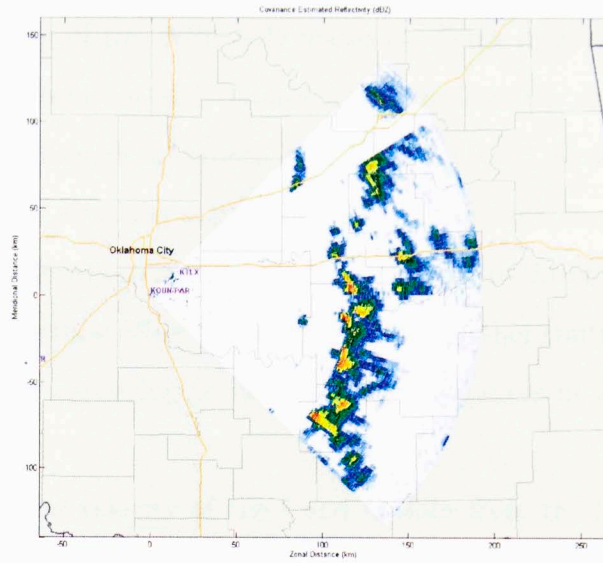 Covariance Estimated Reflectivity (dBZ)
150
100
50
0
50
100
Meridional Distance (km)
Oklahoma City
KTLX
KOUN-PAR
-50
0
50
100
150
200
250
Zonal Distance (km)